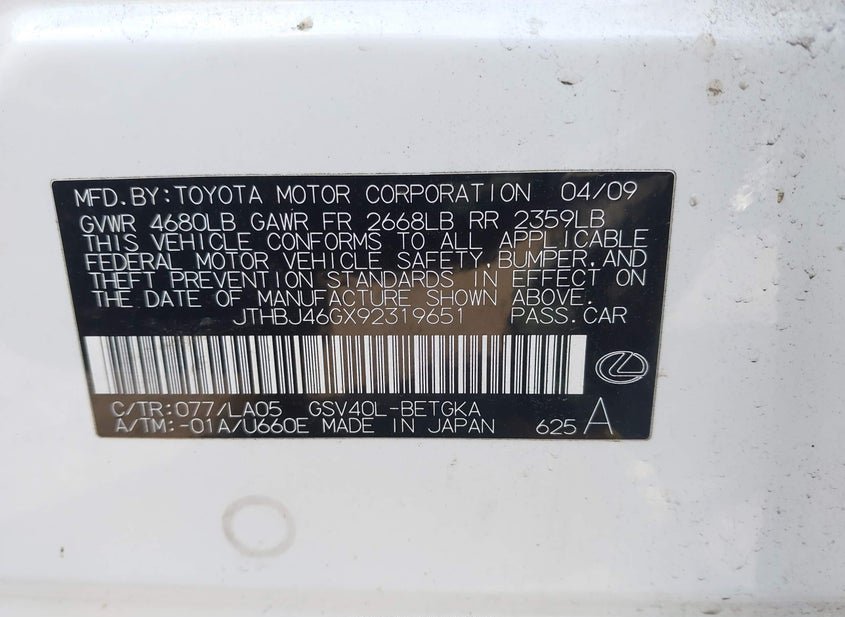 MFD.BY:TOYOTA MOTOR CORPORATION 04/09
GVWR 4680LB GAWR FR 2668LB RR 2359LB
THIS VEHICLE CONFORMS TO ALL APPLICABLE
FEDERAL MOTOR VEHICLE SAFETY,BUMPER,AND
THEFT PREVENTION STANDARDS IN EFFECT ON
THE DATE OF MANUFACTURE SHOWN ABOVE.
JTHBJ46GX92319651 PASS.CAR
C/TR:077/LA05 GSV40L-BETGKA
A/TM:-01A/U660E MADE IN JAPAN 625 A